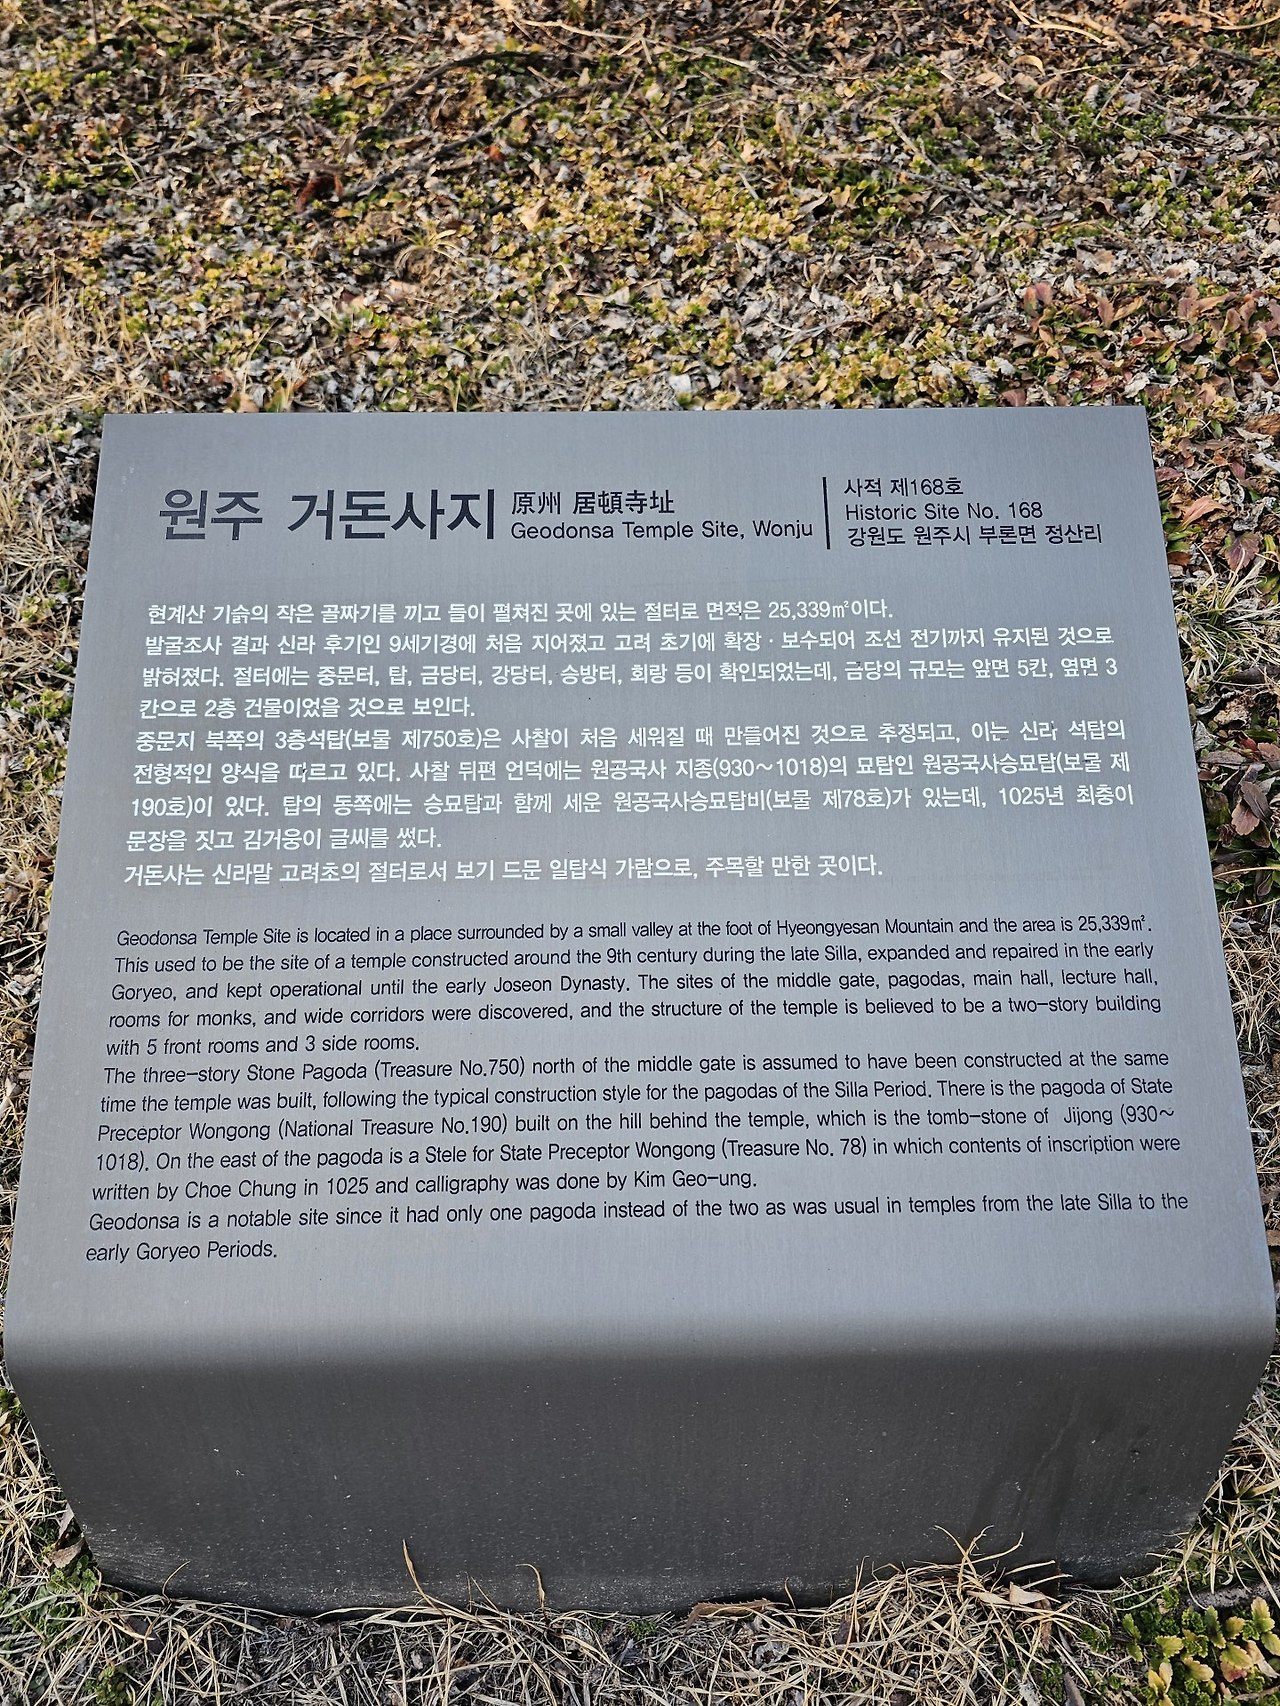 원주 거돈사지
原州 居頓寺址
Geodonsa Temple Site, Wonju
사적 제168호
Historic Site No. 168
강원도 원주시 부론면 정산리
현계산 기슭의 작은 골짜기를 끼고 들이 펼쳐진 곳에 있는 절터로 면적은 25,339㎡이다.
발굴조사 결과 신라 후기인 9세기경에 처음 지어졌고 고려 초기에 확장·보수되어 조선 전기까지 유지된 것으로
밝혀졌다. 절터에는 중문터, 탑, 금당터, 강당터, 승방터, 회랑 등이 확인되었는데, 금당의 규모는 앞면 5칸, 옆면 3
칸으로 2층 건물이었을 것으로 보인다.
중문지 북쪽의 3층석탑(보물 제750호)은 사찰이 처음 세워질 때 만들어진 것으로 추정되고, 이는 신라 석탑의
전형적인 양식을 따르고 있다. 사찰 뒤편 언덕에는 원공국사 지종(930~1018)의 묘탑인 원공국사승묘탑(보물 제
190호)이 있다. 탑의 동쪽에는 승묘탑과 함께 세운 원공국사승묘탑비(보물 제78호)가 있는데, 1025년 최충이
문장을 짓고 김거웅이 글씨를 썼다.
거돈사는 신라말 고려초의 절터로서 보기 드문 일탑식 가람으로, 주목할 만한 곳이다.
Geodonsa Temple Site is located in a place surrounded by a small valley at the foot of Hyeongyesan Mountain and the area is 25,339㎡.
This used to be the site of a temple constructed around the 9th century during the late Silla, expanded and repaired in the early
Goryeo, and kept operational until the early Joseon Dynasty. The sites of the middle gate, pagodas, main hall, lecture hall,
rooms for monks, and wide corridors were discovered, and the structure of the temple is believed to be a two-story building
with 5 front rooms and 3 side rooms.
The three-story Stone Pagoda (Treasure No.750) north of the middle gate is assumed to have been constructed at the same
time the temple was built, following the typical construction style for the pagodas of the Silla Period. There is the pagoda of State
Preceptor Wongong (National Treasure No.190) built on the hill behind the temple, which is the tomb-stone of Jijong (930~
1018). On the east of the pagoda is a Stele for State Preceptor Wongong (Treasure No. 78) in which contents of inscription were
written by Choe Chung in 1025 and calligraphy was done by Kim Geo-ung.
Geodonsa is a notable site since it had only one pagoda instead of the two as was usual in temples from the late Silla to the
early Goryeo Periods.